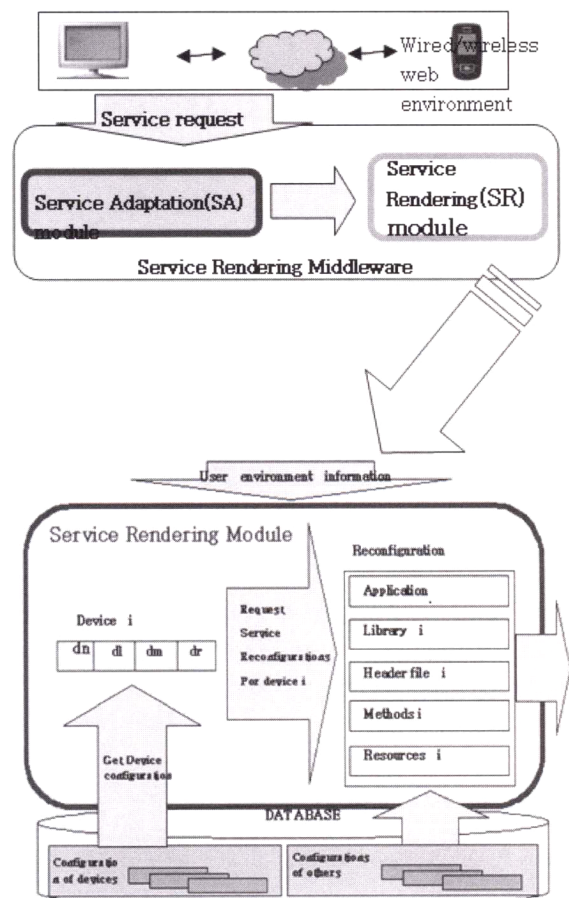 Wired/wireless
web
environment
Service request
Service Adaptation(SA)
module
Service
Rendering(SR)
module
Service Rendering Middleware
User environment information
Service Rendering Module
Reconfiguration
Device i
dn dl dm dr
Request
Service
Reconfigurations
For device i
Application
Library i
Header file i
Methods i
Resources i
Get Device
configuration
DATABASE
Configuratio
n of devices
Configurations
of others